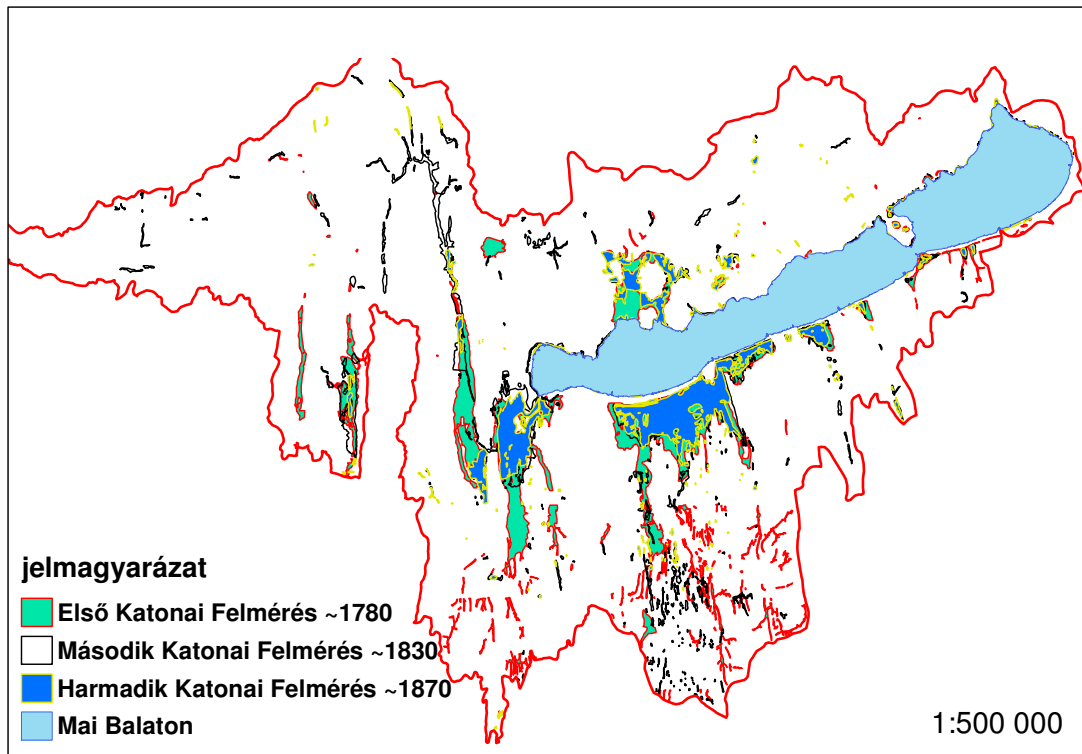 jelmagyarázat
Első Katonai Felmérés ~1780
Második Katonai Felmérés ~1830
Harmadik Katonai Felmérés ~1870
Mai Balaton
1:500 000